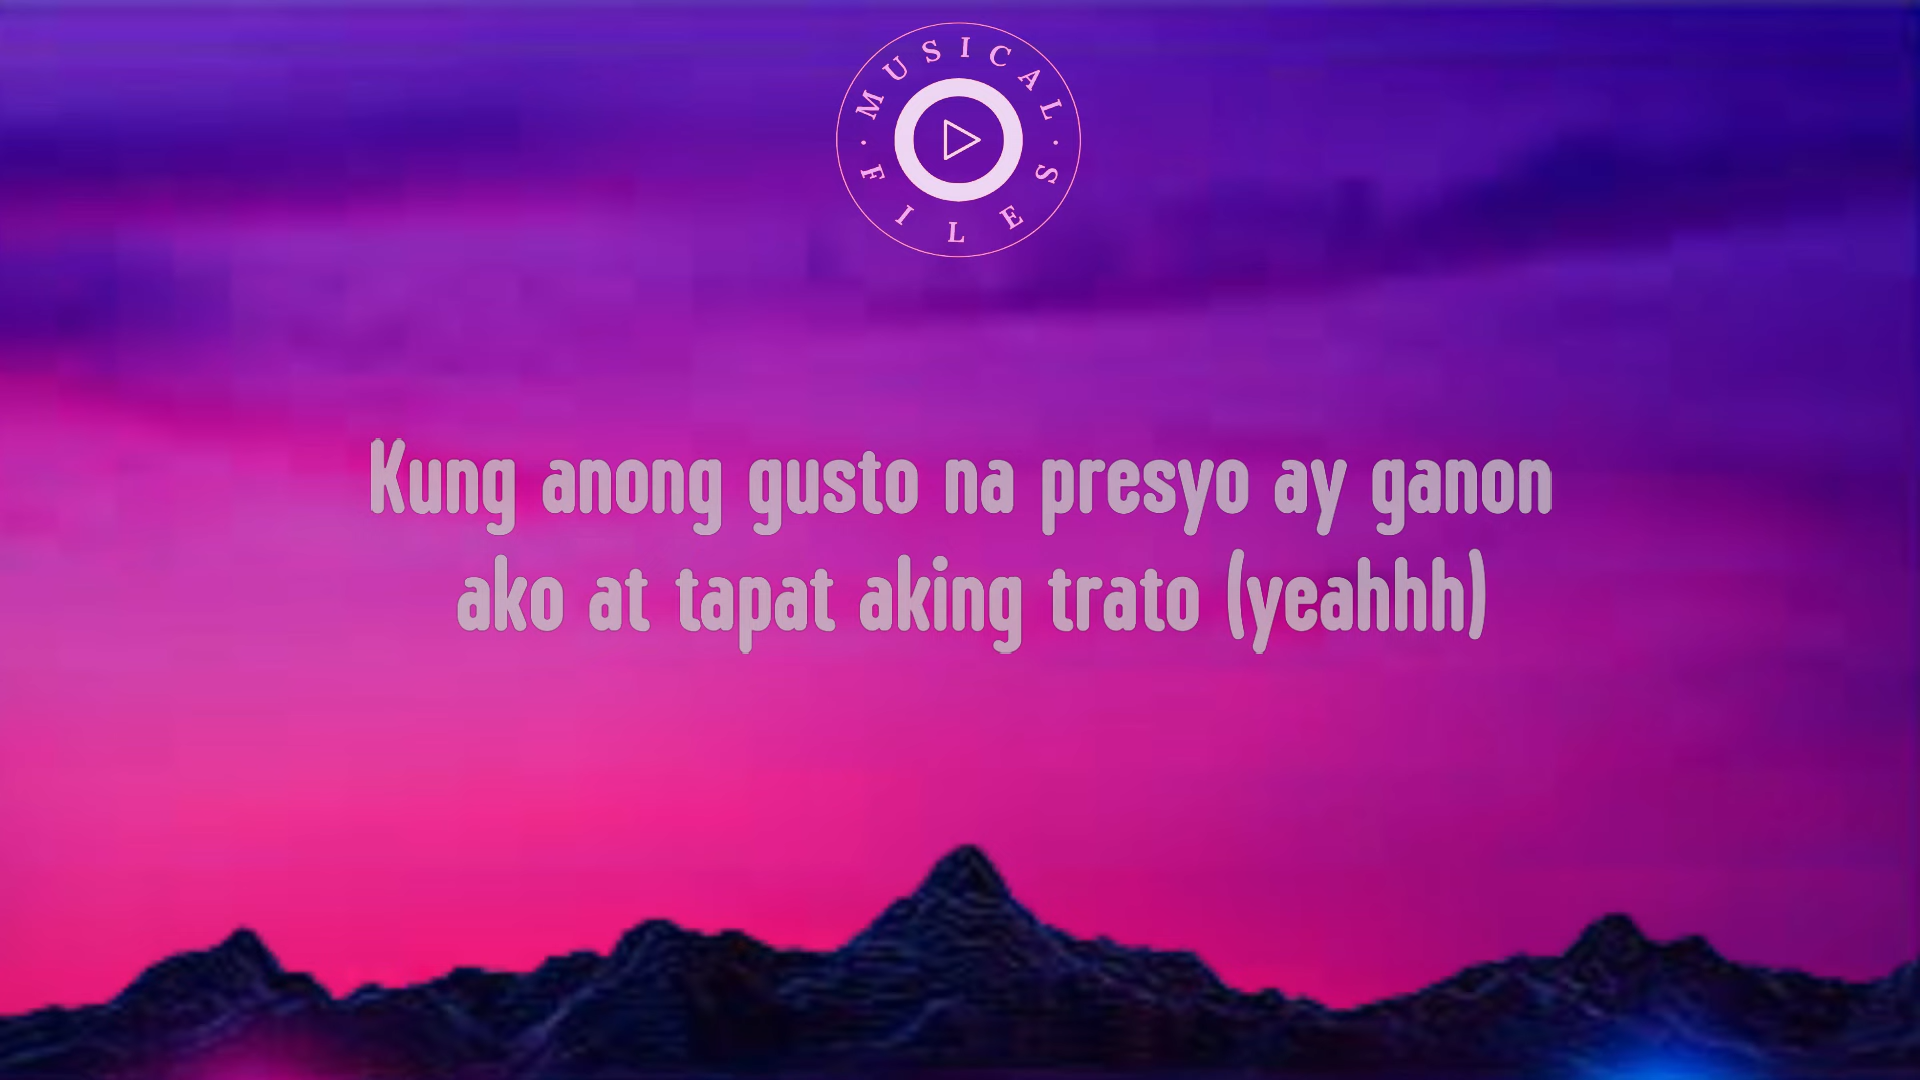 · MUSICAL ·
FILES
Kung anong gusto na presyo ay ganon
ako at tapat aking trato (yeahhh)